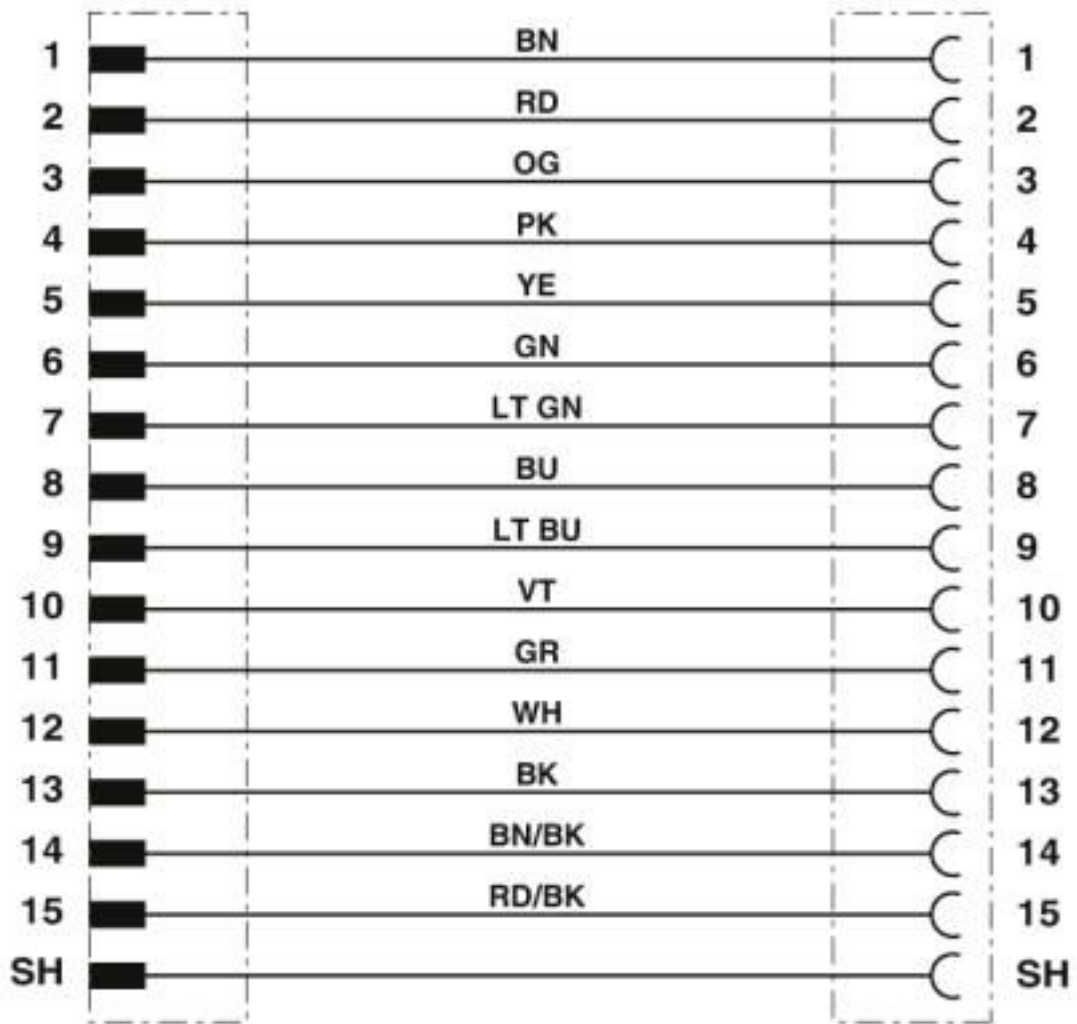 1 BN 1
2 RD 2
3 OG 3
4 PK 4
5 YE 5
6 GN 6
7 LT GN 7
8 BU 8
9 LT BU 9
10 VT 10
11 GR 11
12 WH 12
13 BK 13
14 BN/BK 14
15 RD/BK 15
SH SH